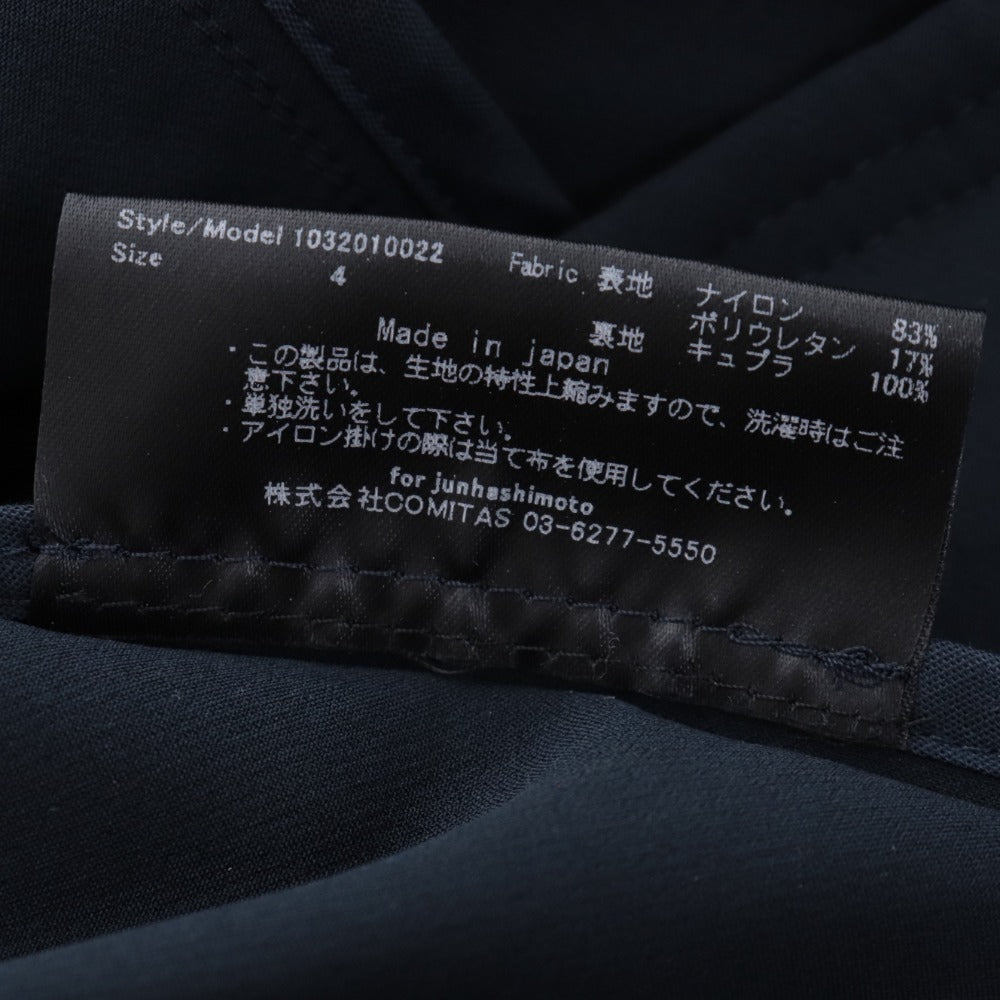 Style/Model 1032010022
Size 4
Fabric 表地 ナイロン 83%
ポリウレタン 17%
裏地 キュプラ 100%
Made in japan
・この製品は、生地の特性上縮みますので、洗濯時はご注
意下さい。
・単独洗いをして下さい。
・アイロン掛けの際は当て布を使用してください。
for junhashimoto
株式会社COMITAS 03-6277-5550